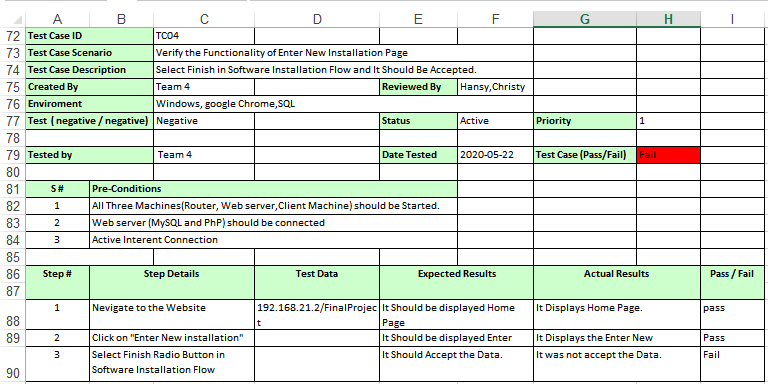 A B C D E F G H I
72 Test Case ID TC04
73 Test Case Scenario Verify the Functionality of Enter New Installation Page
74 Test Case Description Select Finish in Software Installation Flow and It Should Be Accepted.
75 Created By Team 4 Reviewed By Hansy,Christy
76 Enviroment Windows, google Chrome,SQL
77 Test ( negative / negative) Negative Status Active Priority 1
78
79 Tested by Team 4 Date Tested 2020-05-22 Test Case (Pass/Fail) Fail
80
81 S # Pre-Conditions
82 1 All Three Machines(Router, Web server,Client Machine) should be Started.
83 2 Web server (MySQL and PhP) should be connected
84 3 Active Interent Connection
85
86 Step # Step Details Test Data Expected Results Actual Results Pass / Fail
87
1 Nevigate to the Website 192.168.21.2/FinalProjec It Should be displayed Home It Displays Home Page. pass
88 t Page
89 2 Click on "Enter New installation" It Should be displayed Enter It Displays the Enter New Pass
3 Select Finish Radio Button in It Should Accept the Data. It was not accept the Data. Fail
90 Software Installation Flow